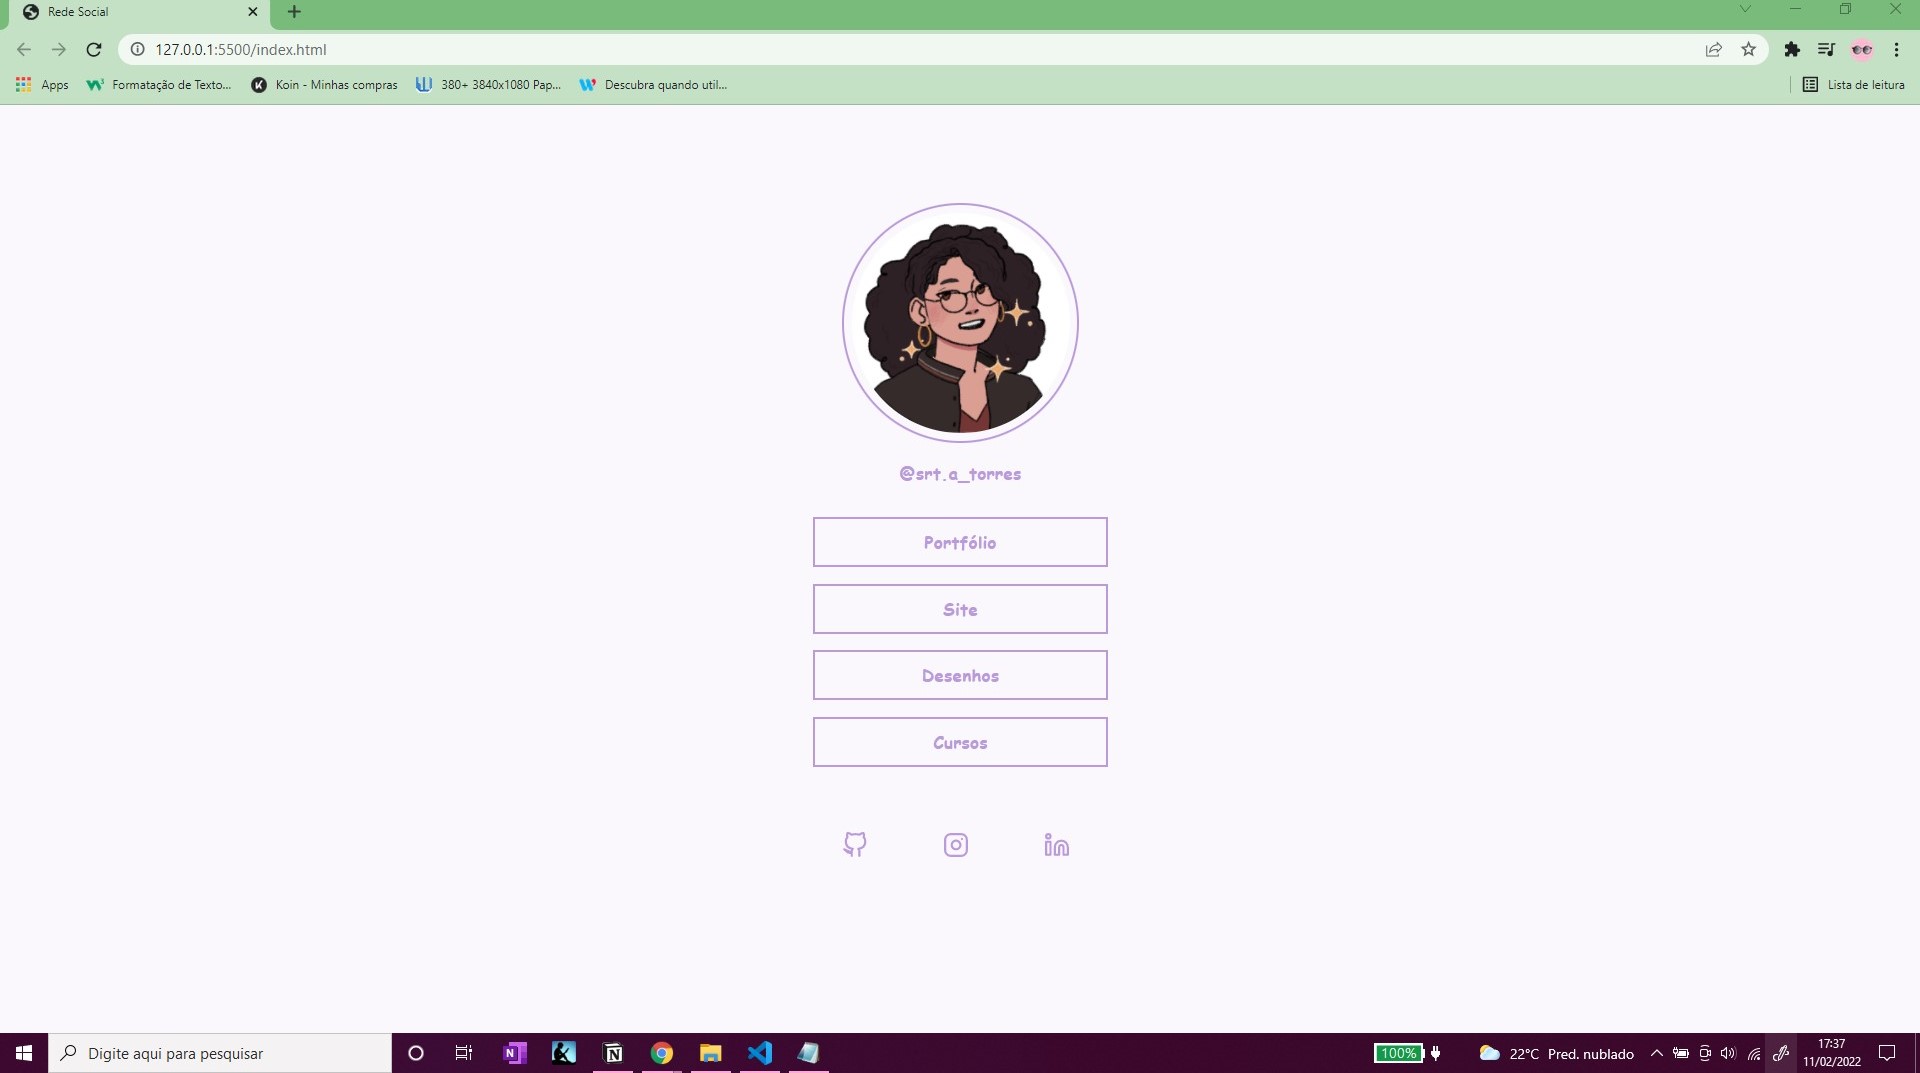 Rede Social
127.0.0.1:5500/index.html
Apps
Formatação de Texto...
Koin - Minhas compras
380+ 3840x1080 Pap...
Descubra quando util...
Lista de leitura
@srt.a_torres
Portfólio
Site
Desenhos
Cursos
Digite aqui para pesquisar
100%
22°C Pred. nublado
17:37
11/02/2022